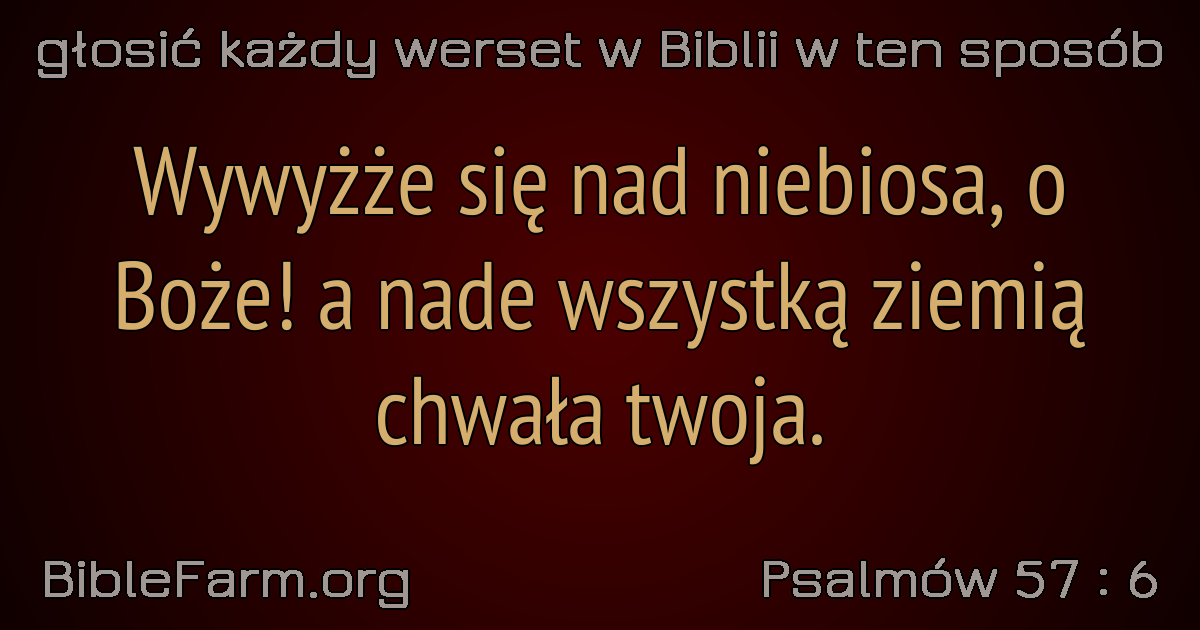 głosić każdy werset w Biblii w ten sposób
Wywyżże się nad niebiosa, o
Boże! a nade wszystką ziemią
chwała twoja.
BibleFarm.org
Psalmów 57 : 6